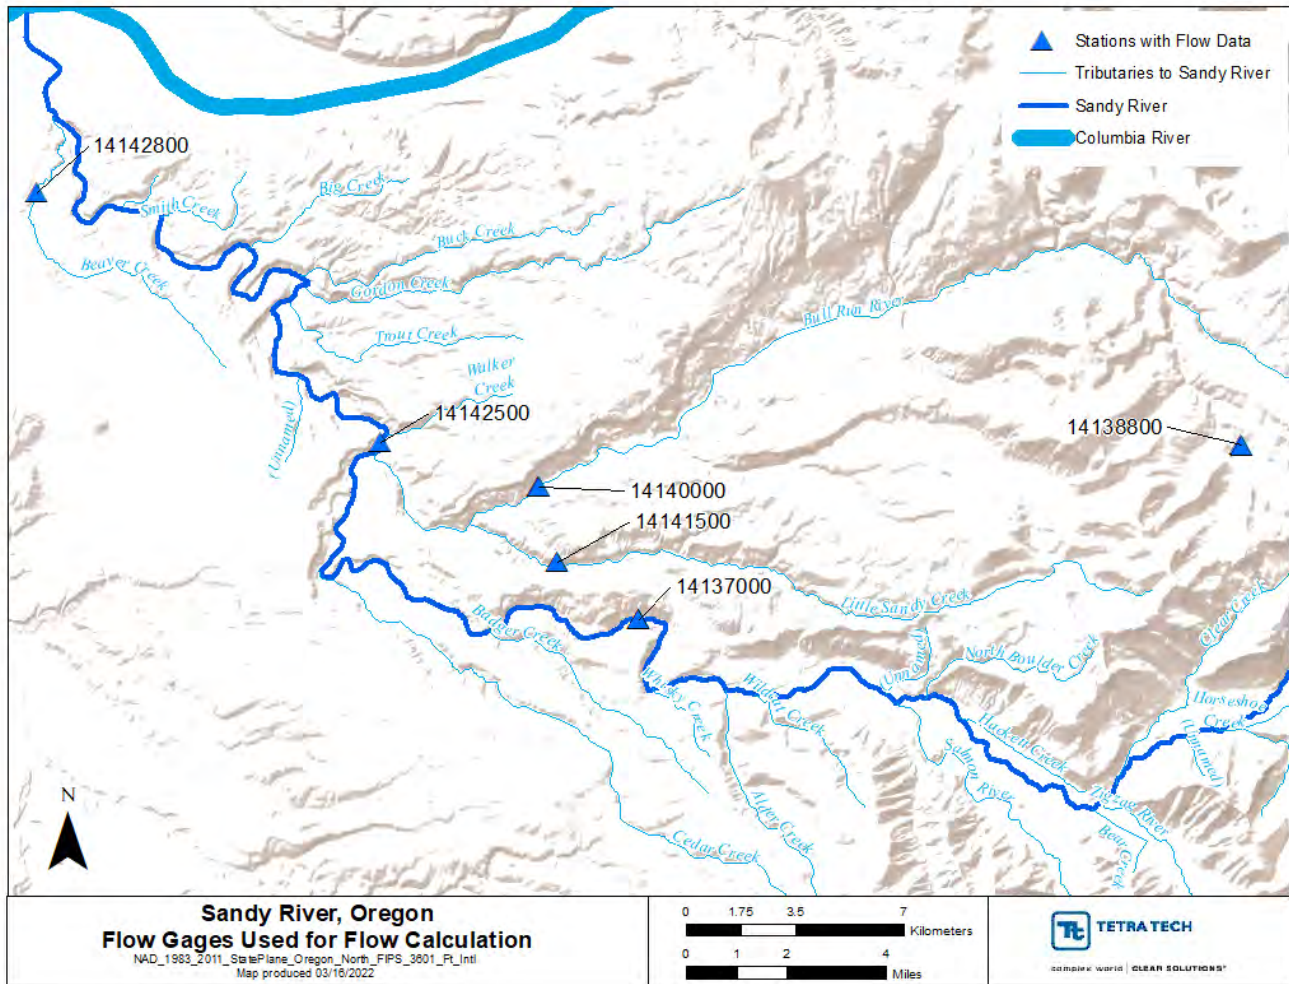 Stations with Flow Data
Tributaries to Sandy River
Sandy River
Columbia River
14142800
Big Creek
Smith Creek
Buck Creek
Beaver Creek
Gordon Creek
Bull Run River
Trout Creek
Walker
Creek
14142500
14138800
(Unnamed)
14140000
14141500
14137000
Little Sandy Creek
Badger Creek
Clear Creek
(Unnamed)
North Boulder Creek
Whisky Creek
Wildcat Creek
Horseshoe
Creek
Hackett Creek
(Unnamed)
Salmon River
Zigzag River
Alder Creek
Bear Creek
Cedar Creek
N
Sandy River, Oregon
Flow Gages Used for Flow Calculation
NAD_1983_2011_StatePlane_Oregon_North_FIPS_3601_Ft_Intl
Map produced 03/16/2022
0 1.75 3.5 7
Kilometers
0 1 2 4
Miles
Tt
TETRA TECH
complex world | CLEAR SOLUTIONS™